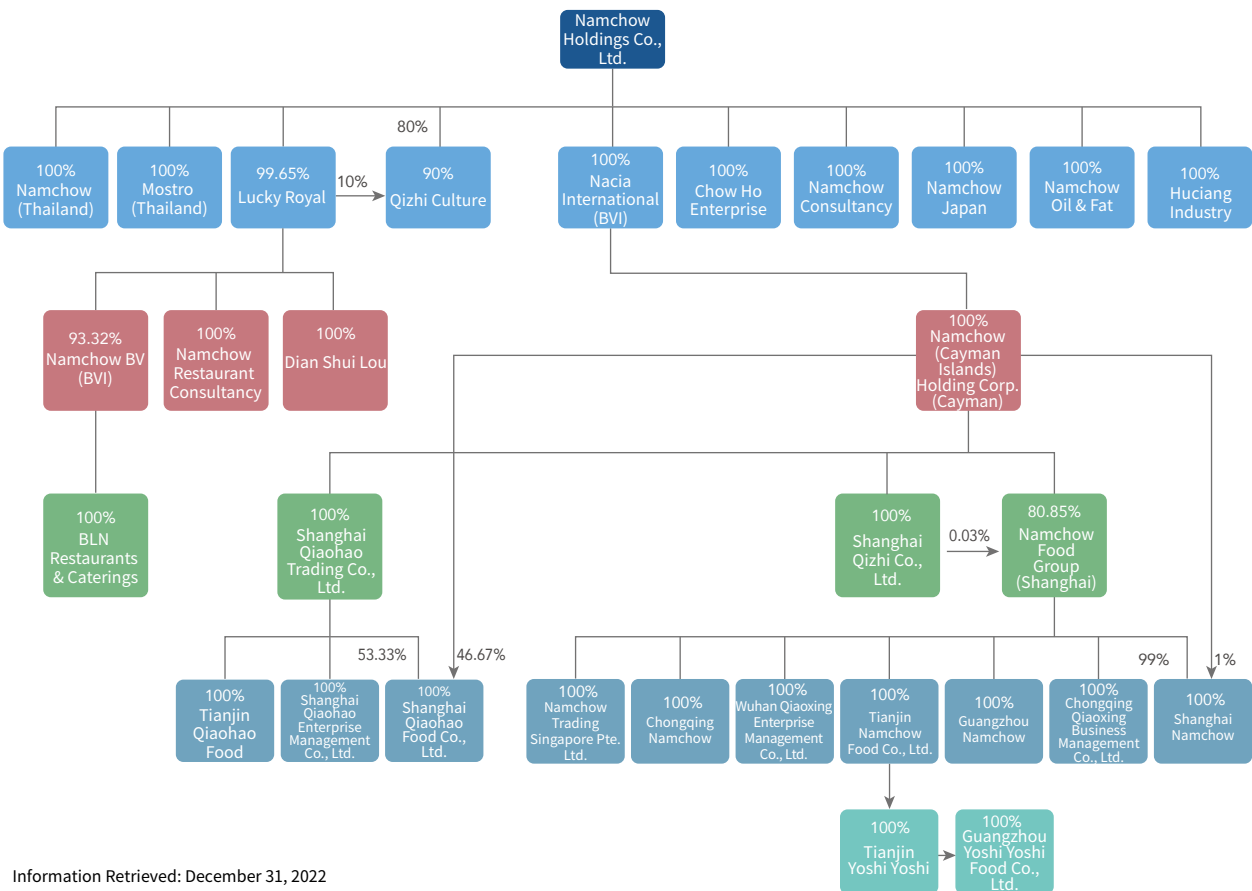 Namchow
Holdings Co.,
Ltd.
80%
100%
Namchow
(Thailand)
100%
Mostro
(Thailand)
99.65%
Lucky Royal
10%
90%
Qizhi Culture
100%
Nacia
International
(BVI)
100%
Chow Ho
Enterprise
100%
Namchow
Consultancy
100%
Namchow
Japan
100%
Namchow
Oil & Fat
100%
Huciang
Industry
93.32%
Namchow BV
(BVI)
100%
Namchow
Restaurant
Consultancy
100%
Dian Shui Lou
100%
Namchow
(Cayman
Islands)
Holding Corp.
(Cayman)
100%
BLN
Restaurants
& Caterings
100%
Shanghai
Qiaohao
Trading Co.,
Ltd.
100%
Shanghai
Qizhi Co.,
Ltd.
0.03%
80.85%
Namchow
Food
Group
(Shanghai)
53.33%
46.67%
99%
1%
100%
Tianjin
Qiaohao
Food
100%
Shanghai
Qiaohao
Enterprise
Management
Co., Ltd.
100%
Shanghai
Qiaohao
Food Co.,
Ltd.
100%
Namchow
Trading
Singapore Pte.
Ltd.
100%
Chongqing
Namchow
100%
Wuhan Qiaoxing
Enterprise
Management
Co., Ltd.
100%
Tianjin
Namchow
Food Co., Ltd.
100%
Guangzhou
Namchow
100%
Chongqing
Qiaoxing
Business
Management
Co., Ltd.
100%
Shanghai
Namchow
100%
Tianjin
Yoshi Yoshi
100%
Guangzhou
Yoshi Yoshi
Food Co.,
Ltd.
Information Retrieved: December 31, 2022